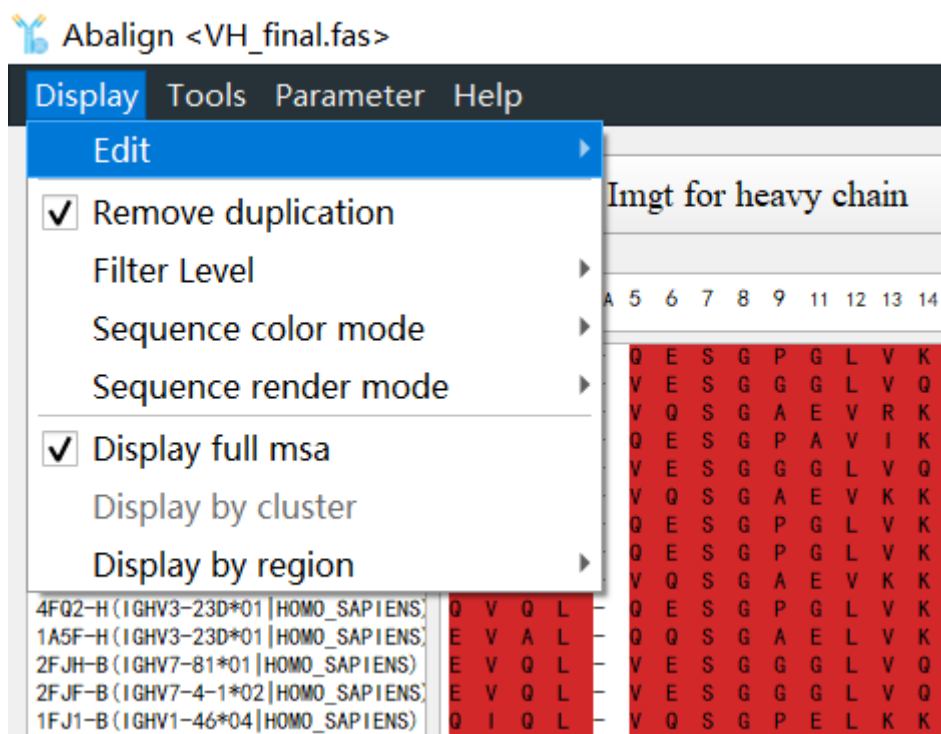 Abalign <VH_final.fas>
Display Tools Parameter Help
Edit
Remove duplication
Filter Level
Sequence color mode
Sequence render mode
Display full msa
Display by cluster
Display by region
Imgt for heavy chain
A 5 6 7 8 9 11 12 13 14
Q E S G P G L V K
V E S G G G L V Q
V Q S G A E V R K
Q E S G P A V I K
V E S G G G L V Q
V Q S G A E V K K
Q E S G P G L V K
Q E S G P G L V K
V Q S G A E V K K
4FQ2-H(IGHV3-23D*01|HOMO_SAPIENS) Q V Q L - Q E S G P G L V K
1A5F-H(IGHV3-23D*01|HOMO_SAPIENS) E V A L - Q Q S G A E L V K
2FJH-B(IGHV7-81*01|HOMO_SAPIENS) E V Q L - V E S G G G L V Q
2FJF-B(IGHV7-4-1*02|HOMO_SAPIENS) E V Q L - V E S G G G L V Q
1FJ1-B(IGHV1-46*04|HOMO_SAPIENS) Q I Q L - V Q S G P E L K K